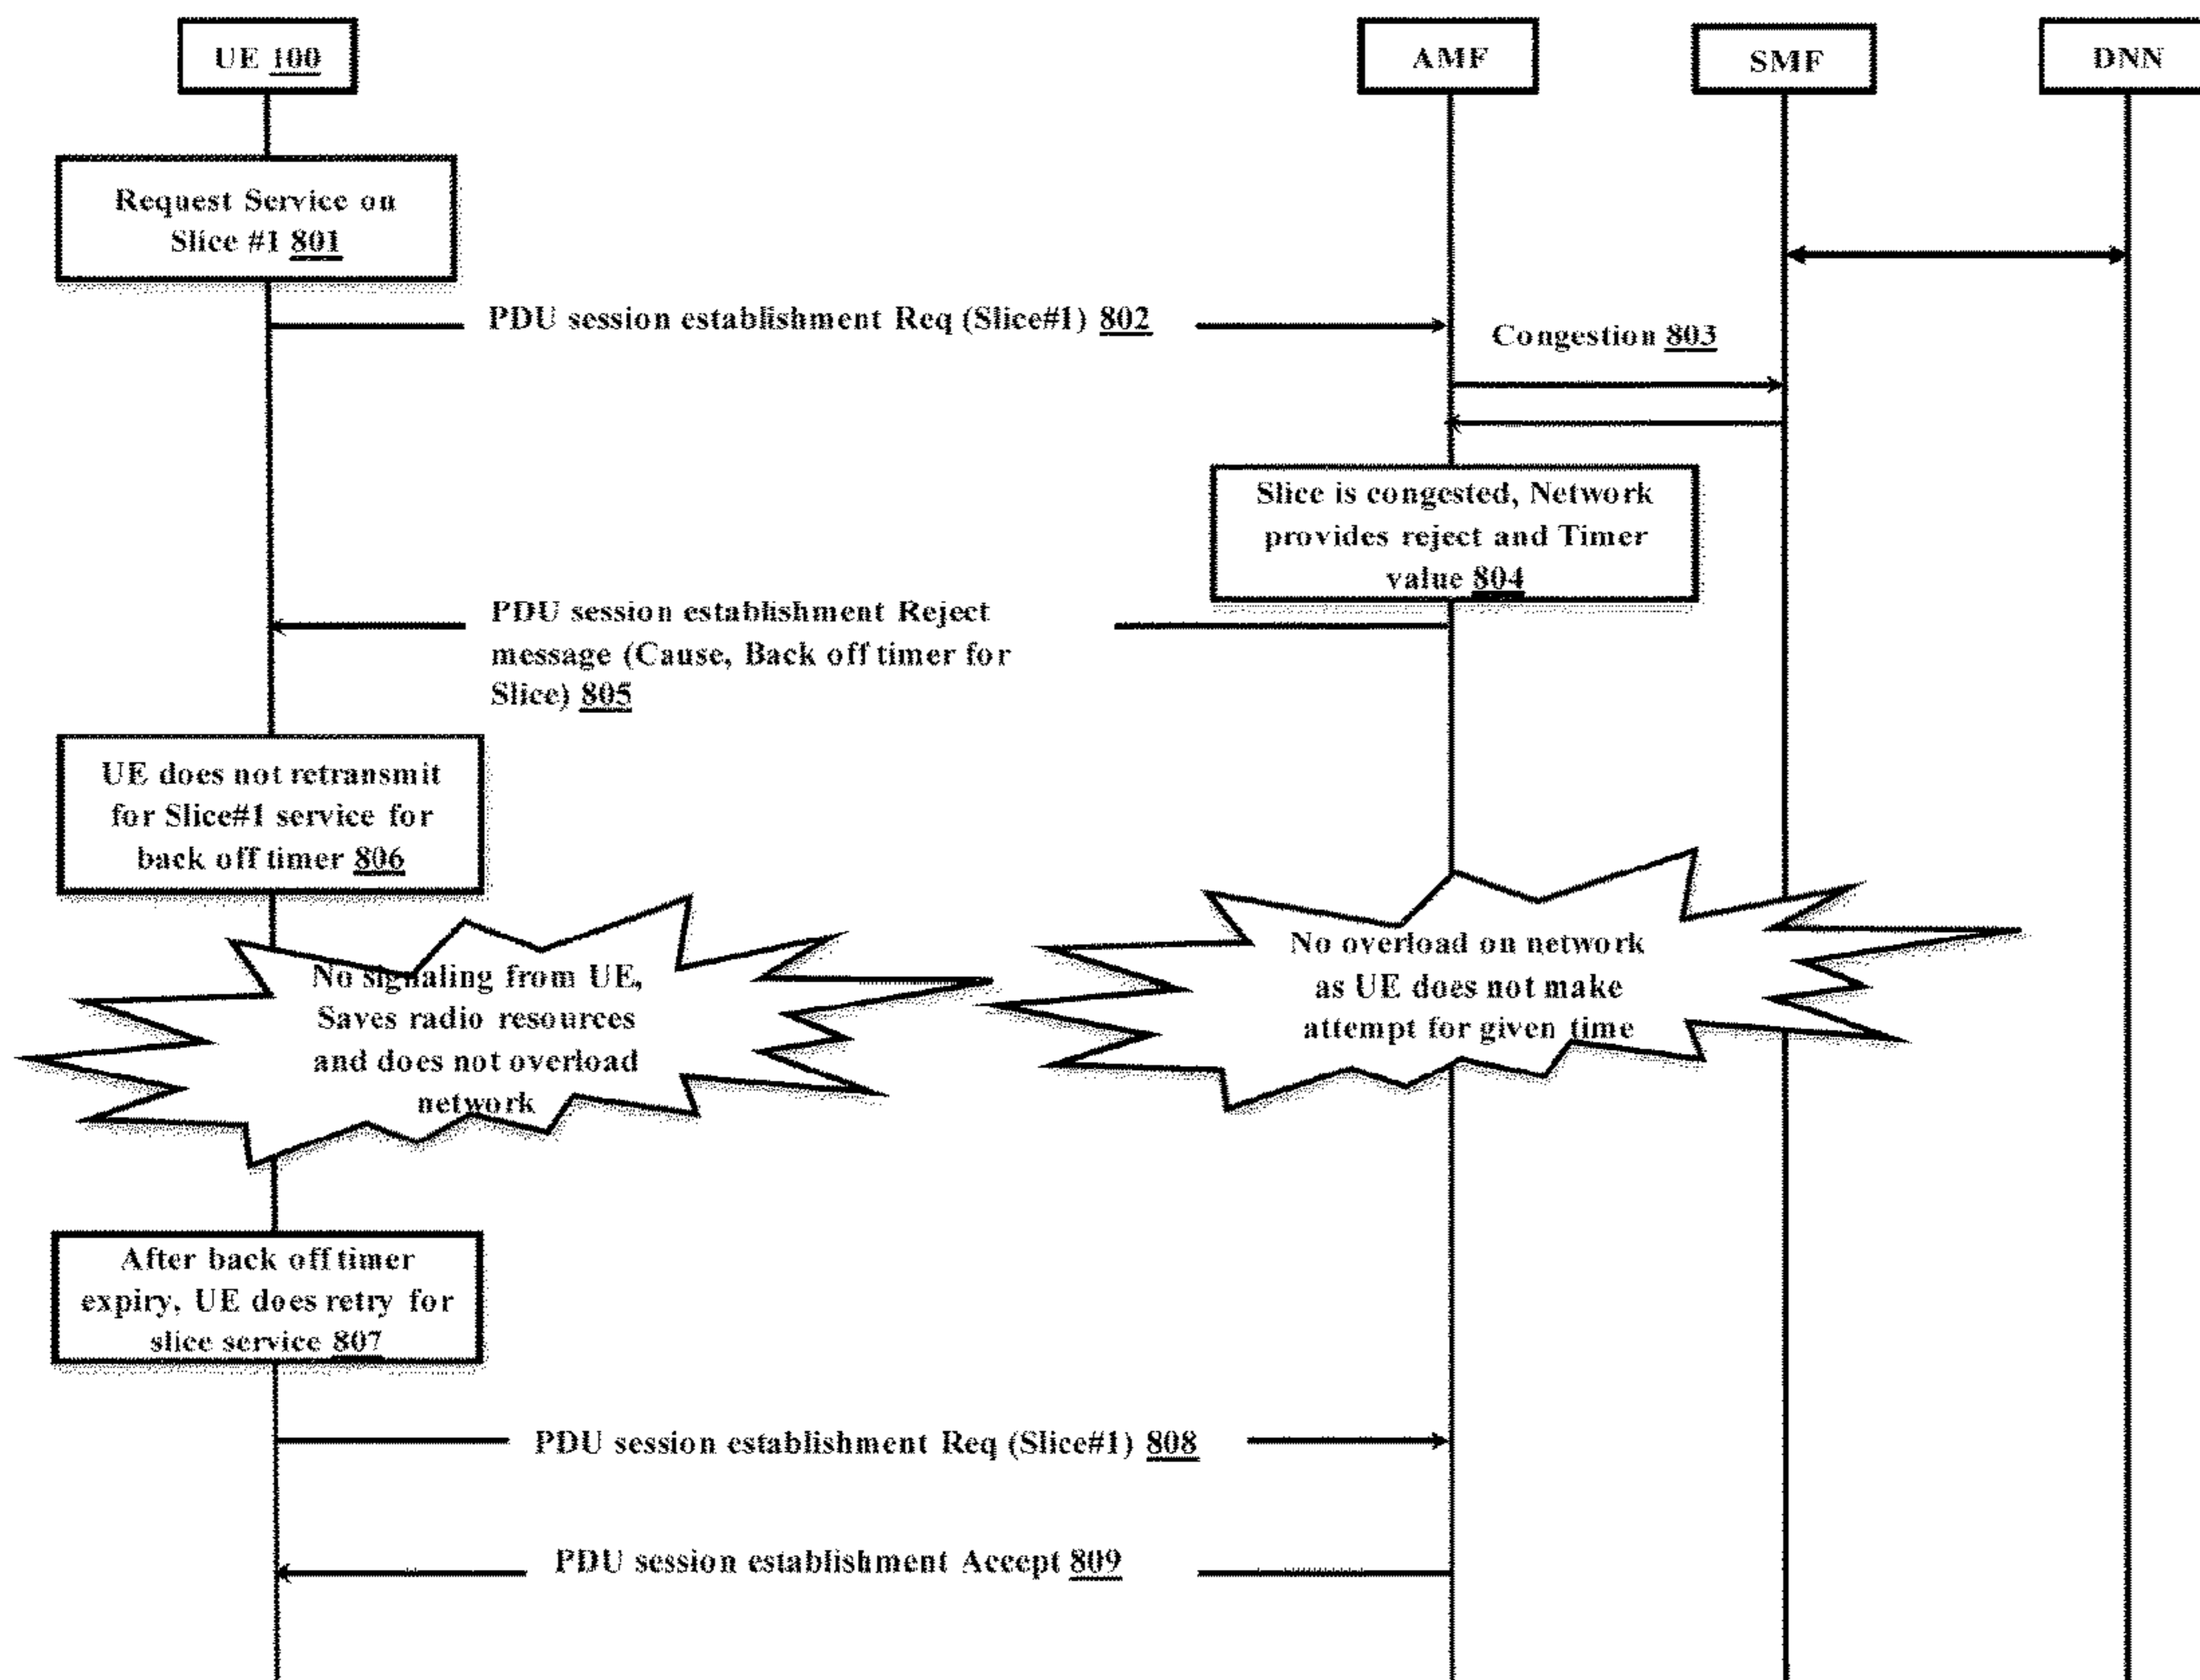 UE 100
AMF
SMF
DNN
Request Service on
Slice #1 801
PDU session establishment Req (Slice#1) 802
Congestion 803
Slice is congested, Network
provides reject and Timer
value 804
PDU session establishment Reject
message (Cause, Back off timer for
Slice) 805
UE does not retransmit
for Slice#1 service for
back off timer 806
No signaling from UE,
Saves radio resources
and does not overload
network
No overload on network
as UE does not make
attempt for given time
After back off timer
expiry, UE does retry for
slice service 807
PDU session establishment Req (Slice#1) 808
PDU session establishment Accept 809